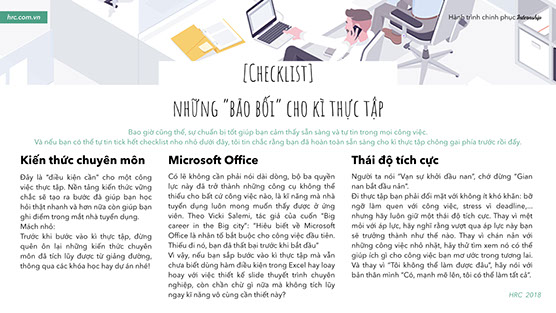 hrc.com.vn
Hành trình chinh phục Internship
[CHECKLIST]
NHỮNG "BẢO BỐI" CHO KÌ THỰC TẬP
Bao giờ cũng thế, sự chuẩn bị tốt giúp bạn cảm thấy sẵn sàng và tự tin trong mọi công việc.
Và nếu bạn có thể tự tin tick hết checklist nho nhỏ dưới đây, tôi tin chắc rằng bạn đã hoàn toàn sẵn sàng cho kì thực tập chông gai phía trước rồi đấy.
Kiến thức chuyên môn
Đây là "điều kiện cần" cho một công
việc thực tập. Nền tảng kiến thức vững
chắc sẽ tạo ra bước đà giúp bạn học
hỏi thật nhanh và hơn nữa còn giúp bạn
ghi điểm trong mắt nhà tuyển dụng.
Mách nhỏ:
Trước khi bước vào kì thực tập, đừng
quên ôn lại những kiến thức chuyên
môn đã tích lũy được từ giảng đường,
thông qua các khóa học hay dự án nhé!
Microsoft Office
Có lẽ không cần phải nói dài dòng, bộ ba quyền
lực này đã trở thành những công cụ không thể
thiếu cho bất cứ công việc nào, là kĩ năng mà nhà
tuyển dụng luôn mong muốn thấy được ở ứng
viên. Theo Vicki Salemi, tác giả của cuốn "Big
career in the Big city": "Hiểu biết về Microsoft
Office là nhân tố bắt buộc cho công việc đầu tiên.
Thiếu đi nó, bạn đã thất bại trước khi bắt đầu"
Vì vậy, nếu bạn sắp bước vào kì thực tập mà vẫn
chưa biết dùng hàm điều kiện trong Excel hay loay
hoay với việc thiết kế slide thuyết trình chuyên
nghiệp, còn chần chừ gì nữa mà không tích lũy
ngay kĩ năng vô cùng cần thiết này?
Thái độ tích cực
Người ta nói "Vạn sự khởi đầu nan", chớ đừng "Gian
nan bắt đầu nản".
Đi thực tập bạn phải đối mặt với không ít khó khăn: bỡ
ngỡ làm quen với công việc, stress vì deadline,...
nhưng hãy luôn giữ một thái độ tích cực. Thay vì mệt
mỏi với áp lực, hãy nghĩ rằng vượt qua áp lực này bạn
sẽ trưởng thành như thế nào. Thay vì chán nản với
những công việc nhỏ nhặt, hãy thử tìm xem nó có thể
giúp ích gì cho công việc bạn mơ ước trong tương lai.
Và thay vì "Tôi không thể làm được đâu", hãy nói với
bản thân mình "Có, mạnh mẽ lên, tôi có thể làm tất cả".
HRC 2018